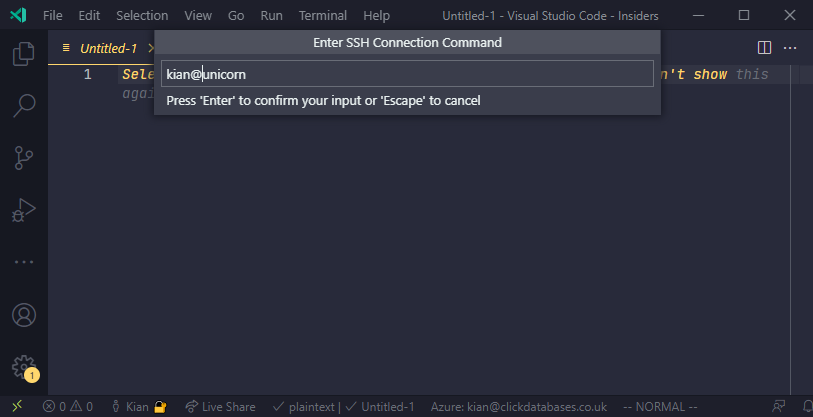 File Edit Selection View Go Run Terminal Help Untitled-1 - Visual Studio Code - Insiders
Untitled-1
Enter SSH Connection Command
kian@unicorn
Press 'Enter' to confirm your input or 'Escape' to cancel
1 Sele n't show this
agai
1
0 0 Kian Live Share plaintext | Untitled-1 Azure: kian@clickdatabases.co.uk -- NORMAL --